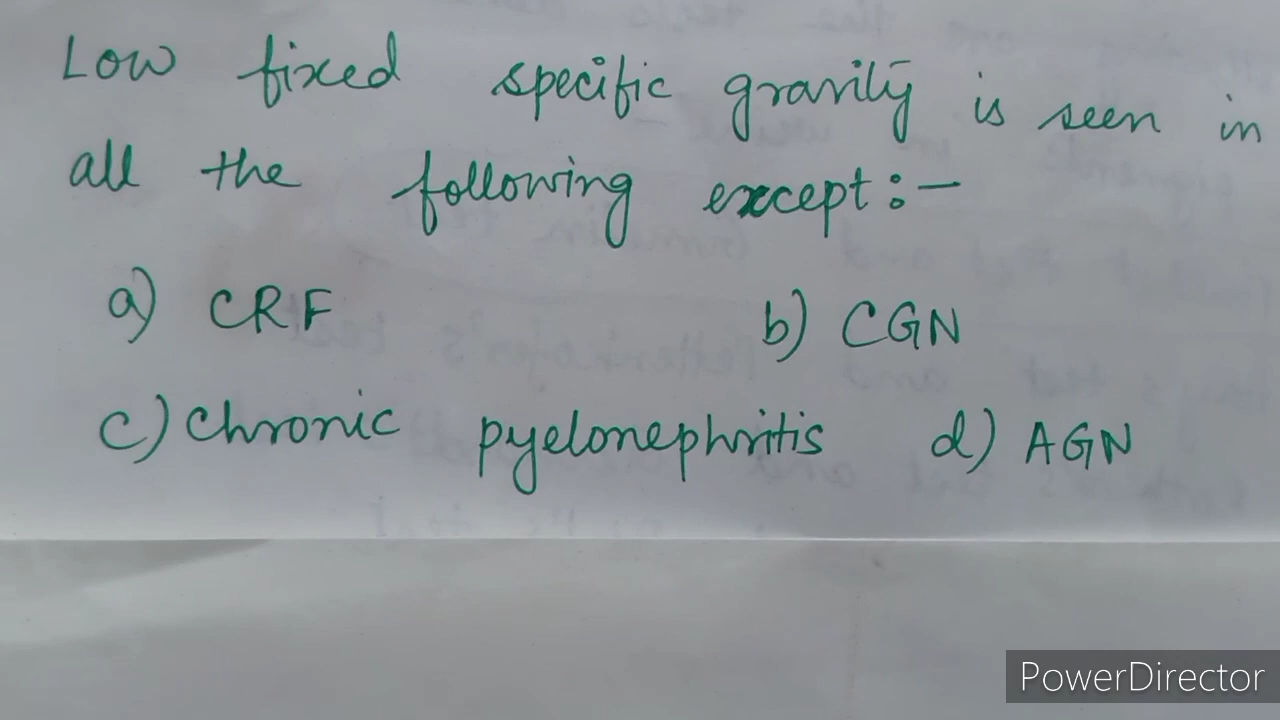 Low fixed specific gravity is seen in
all the following except:-
a) CRF b) CGN
c) Chronic pyelonephritis d) AGN
PowerDirector